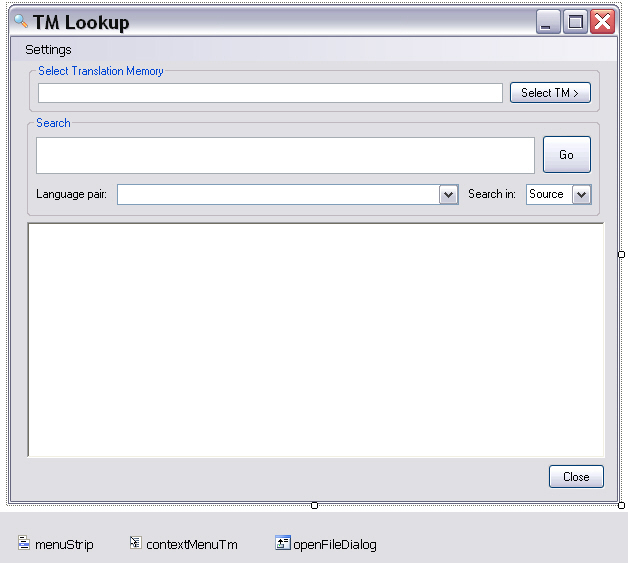 TM Lookup
Settings
Select Translation Memory
Select TM >
Search
Go
Language pair:
Search in: Source
Close
menuStrip contextMenuTm openFileDialog